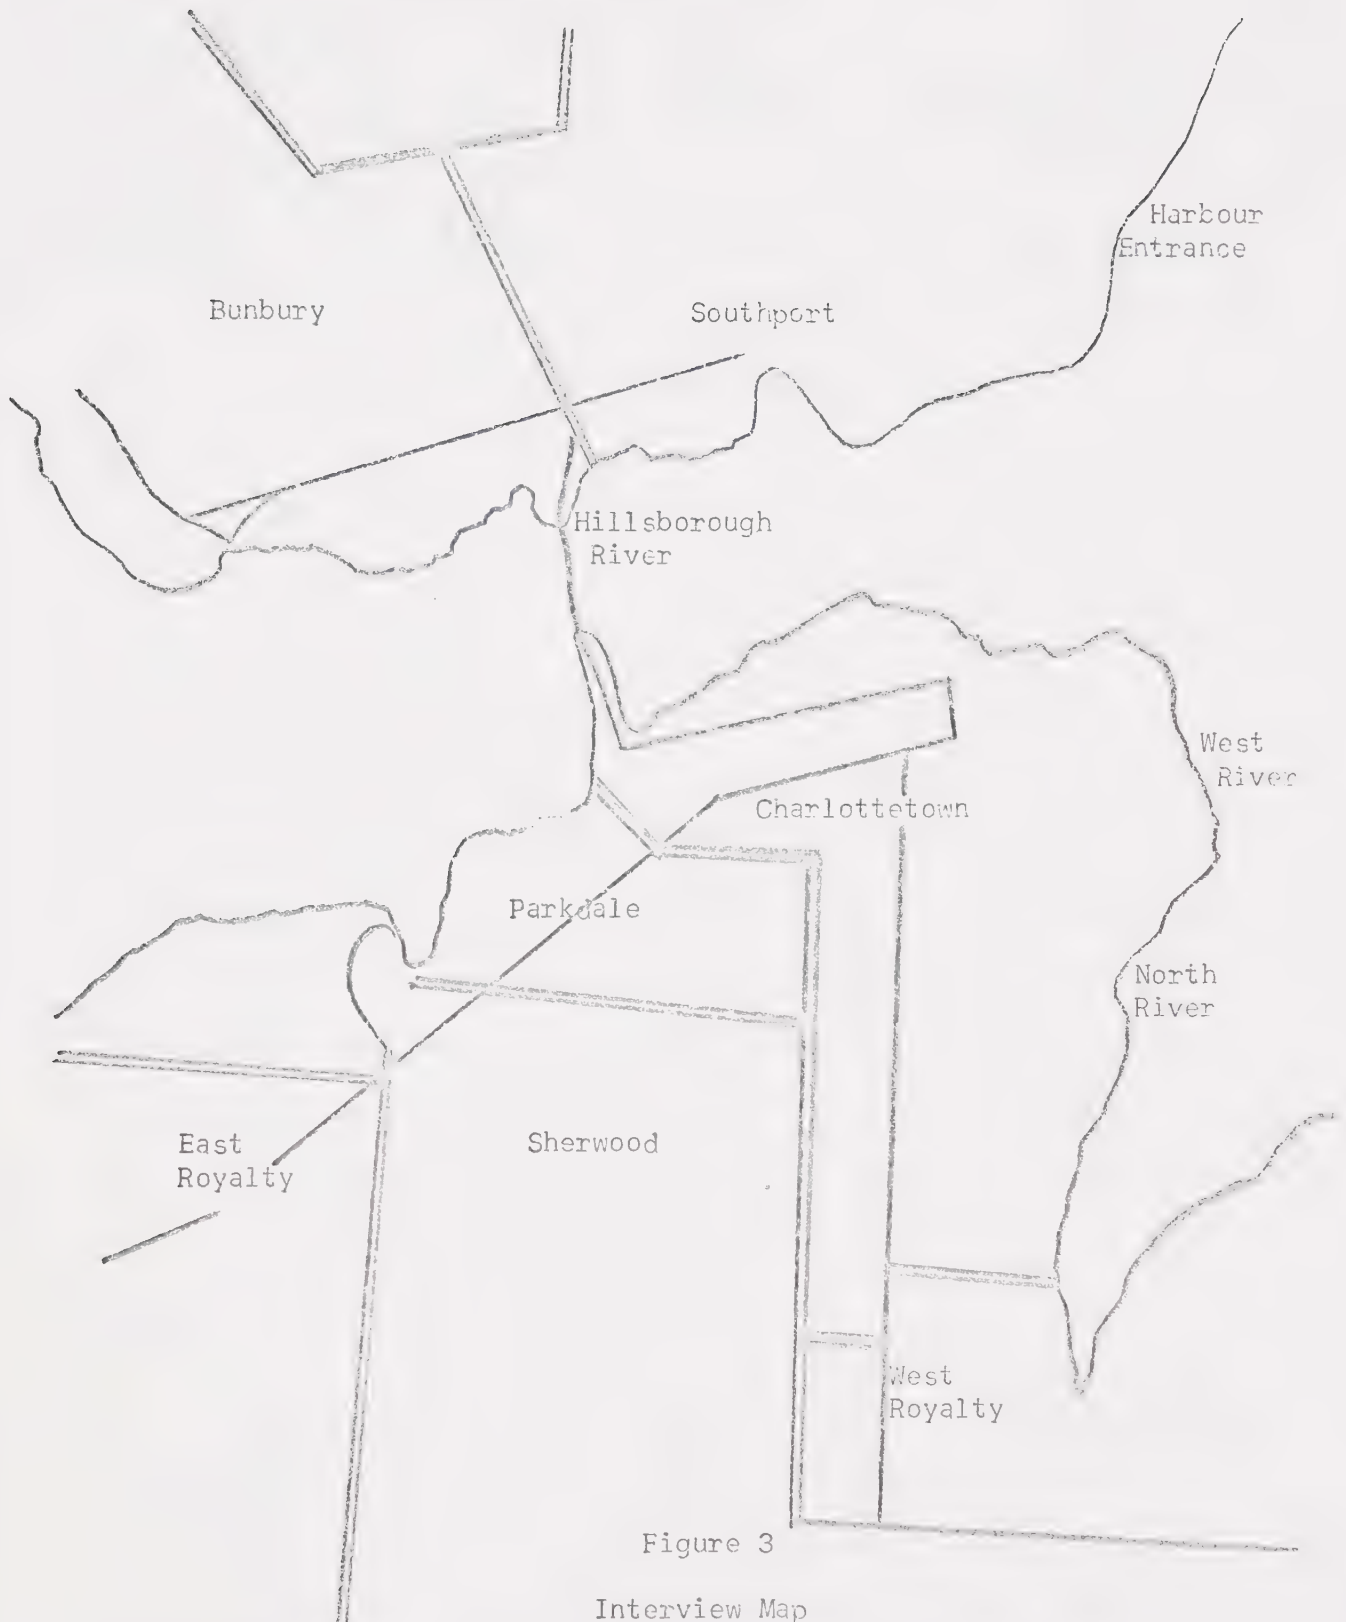 Harbour
Entrance
Bunbury
Southport
Hillsborough
River
West
River
Charlottetown
Parkdale
North
River
East
Royalty
Sherwood
West
Royalty
Figure 3
Interview Map